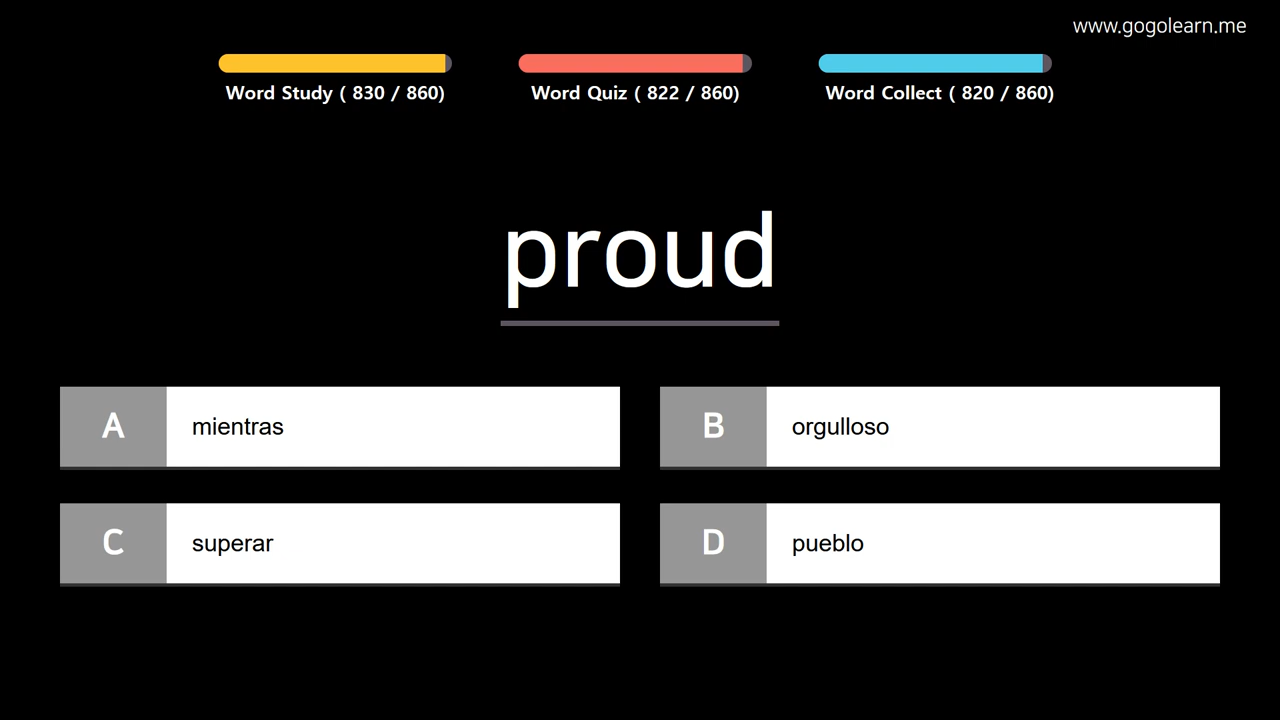 www.gogolearn.me
Word Study ( 830 / 860)
Word Quiz ( 822 / 860)
Word Collect ( 820 / 860)
proud
A
mientras
B
orgulloso
C
superar
D
pueblo